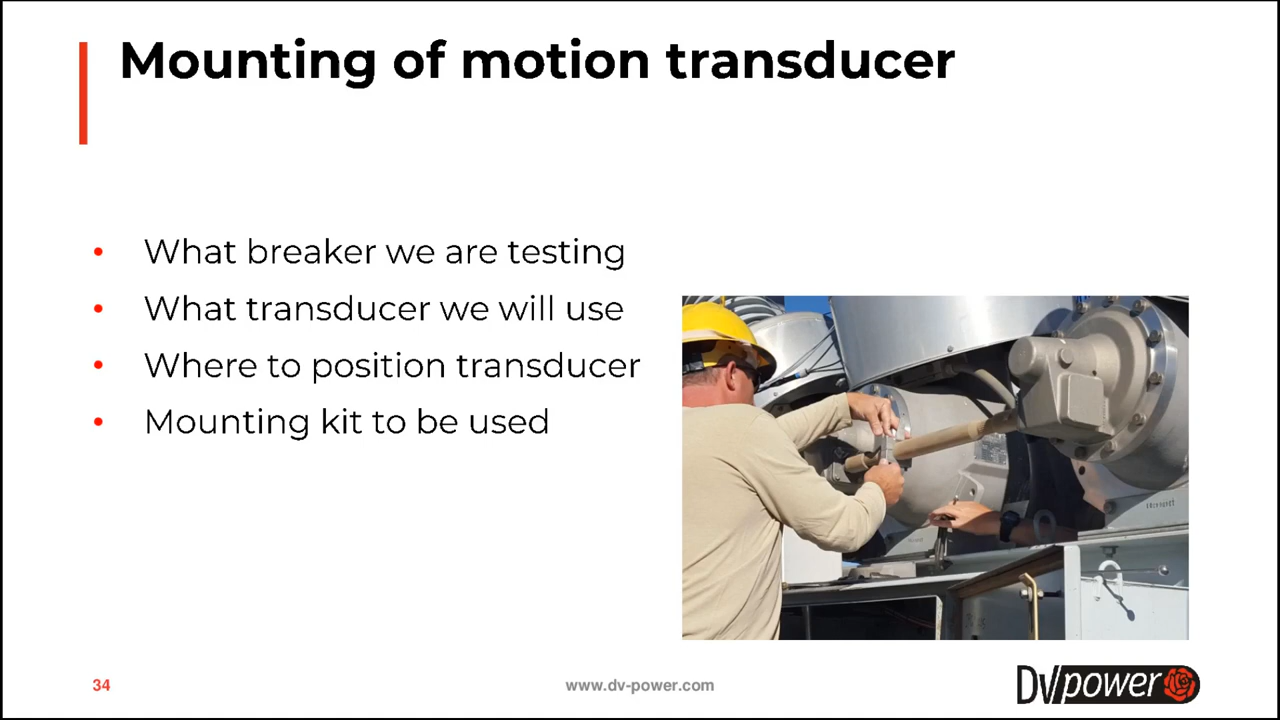 Mounting of motion transducer
• What breaker we are testing
• What transducer we will use
• Where to position transducer
• Mounting kit to be used
34
www.dv-power.com
DV power